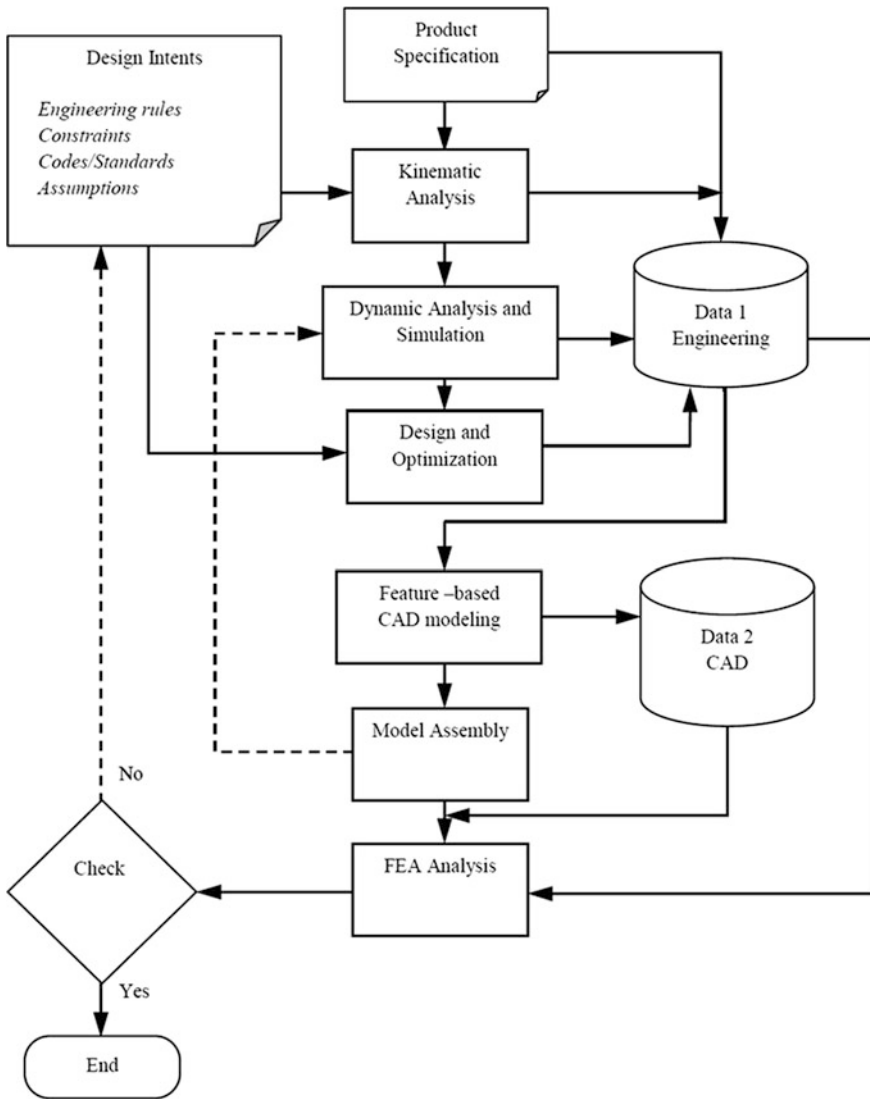 Design Intents
Engineering rules
Constraints
Codes/Standards
Assumptions
Product
Specification
Kinematic
Analysis
Dynamic Analysis and
Simulation
Data 1
Engineering
Design and
Optimization
Feature –based
CAD modeling
Data 2
CAD
Model Assembly
No
Check
FEA Analysis
Yes
End